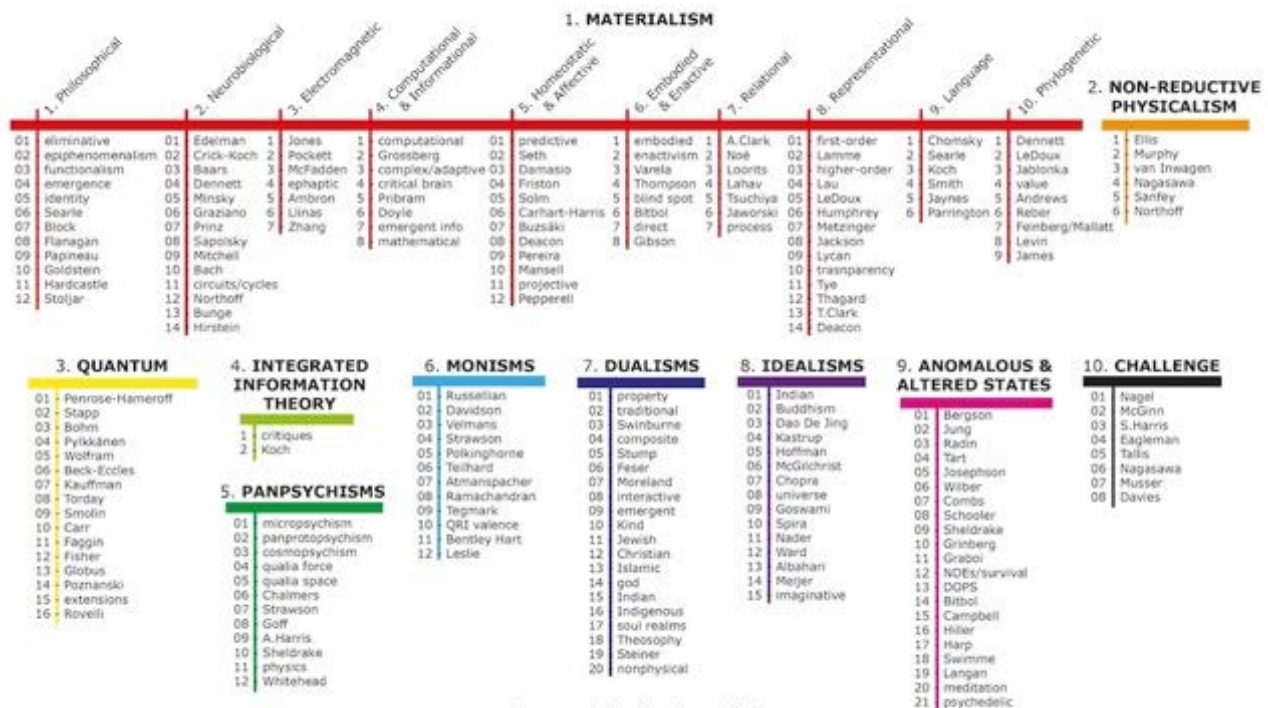 1. MATERIALISM
1. Philosophical
01 eliminative
02 epiphenomenalism
03 functionalism
04 emergence
05 identity
06 Searle
07 Block
08 Flanagan
09 Papineau
10 Goldstein
11 Hardcastle
12 Stoljar
2. Neurobiological
01 Edelman
02 Crick-Koch
03 Baars
04 Dennett
05 Minsky
06 Graziano
07 Prinz
08 Sapolsky
09 Mitchell
10 Bach
11 circuits/cycles
12 Northoff
13 Bunge
14 Hirstein
3. Electromagnetic
1 Jones
2 Pockett
3 McFadden
4 ephaptic
5 Ambron
6 Llinas
7 Zhang
4. Computational
& Informational
1 computational
2 Grossberg
3 complex/adaptive
4 critical brain
5 Pribram
6 Doyle
7 emergent info
8 mathematical
5. Homeostatic
& Affective
01 predictive
02 Seth
03 Damasio
04 Friston
05 Solm
06 Carhart-Harris
07 Buzsáki
08 Deacon
09 Pereira
10 Mansell
11 projective
12 Pepperell
6. Embodied
& Enactive
1 embodied
2 enactivism
3 Varela
4 Thompson
5 blind spot
6 Bitbol
7 direct
8 Gibson
7. Relational
1 A.Clark
2 Noë
3 Loorits
4 Lahav
5 Tsuchiya
6 Jaworski
7 process
8. Representational
01 first-order
02 Lamme
03 higher-order
04 Lau
05 LeDoux
06 Humphrey
07 Metzinger
08 Jackson
09 Lycan
10 trasnparency
11 Tye
12 Thagard
13 T.Clark
14 Deacon
9. Language
1 Chomsky
2 Searle
3 Koch
4 Smith
5 Jaynes
6 Parrington
10. Phylogenetic
1 Dennett
2 LeDoux
3 Jablonka
4 value
5 Andrews
6 Reber
7 Feinberg/Mallatt
8 Levin
9 James
2. NON-REDUCTIVE
PHYSICALISM
1 Ellis
2 Murphy
3 van Inwagen
4 Nagasawa
5 Sanfey
6 Northoff
3. QUANTUM
01 Penrose-Hameroff
02 Stapp
03 Bohm
04 Pylkkänen
05 Wolfram
06 Beck-Eccles
07 Kauffman
08 Torday
09 Smolin
10 Carr
11 Faggin
12 Fisher
13 Globus
14 Poznanski
15 extensions
16 Rovelli
4. INTEGRATED
INFORMATION
THEORY
1 critiques
2 Koch
5. PANPSYCHISMS
01 micropsychism
02 panprotopsychism
03 cosmopsychism
04 qualia force
05 qualia space
06 Chalmers
07 Strawson
08 Goff
09 A.Harris
10 Sheldrake
11 physics
12 Whitehead
6. MONISMS
01 Russellian
02 Davidson
03 Velmans
04 Strawson
05 Polkinghorne
06 Teilhard
07 Atmanspacher
08 Ramachandran
09 Tegmark
10 QRI valence
11 Bentley Hart
12 Leslie
7. DUALISMS
01 property
02 traditional
03 Swinburne
04 composite
05 Stump
06 Feser
07 Moreland
08 interactive
09 emergent
10 Kind
11 Jewish
12 Christian
13 Islamic
14 god
15 Indian
16 Indigenous
17 soul realms
18 Theosophy
19 Steiner
20 nonphysical
8. IDEALISMS
01 Indian
02 Buddhism
03 Dao De Jing
04 Kastrup
05 Hoffman
06 McGilchrist
07 Chopra
08 universe
09 Goswami
10 Spira
11 Nader
12 Ward
13 Albahari
14 Meijer
15 imaginative
9. ANOMALOUS &
ALTERED STATES
01 Bergson
02 Jung
03 Radin
04 Tart
05 Josephson
06 Wilber
07 Combs
08 Schooler
09 Sheldrake
10 Grinberg
11 Graboi
12 NDEs/survival
13 DOPS
14 Bitbol
15 Campbell
16 Hiller
17 Harp
18 Swimme
19 Langan
20 meditation
21 psychedelic
10. CHALLENGE
01 Nagel
02 McGinn
03 S.Harris
04 Eagleman
05 Tallis
06 Nagasawa
07 Musser
08 Davies